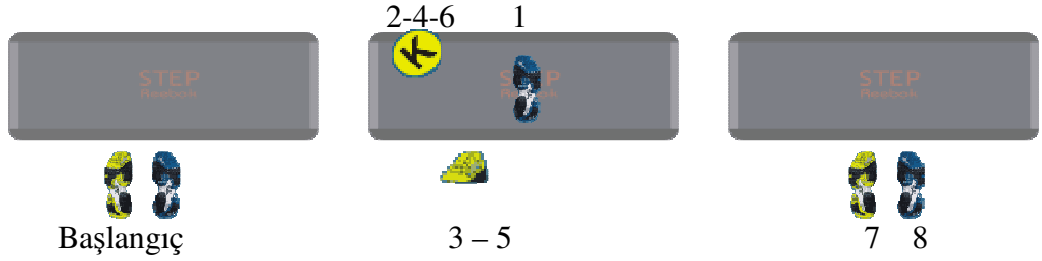 2-4-6 1
K
STEP
Reebok
STEP
Reebok
STEP
Reebok
Başlangıç
3 – 5
7 8